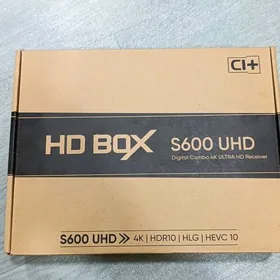 CI+
HD BOX S600 UHD
Digital Combo 4K ULTRA HD Receiver
S600 UHD >> 4K | HDR10 | HLG | HEVC 10